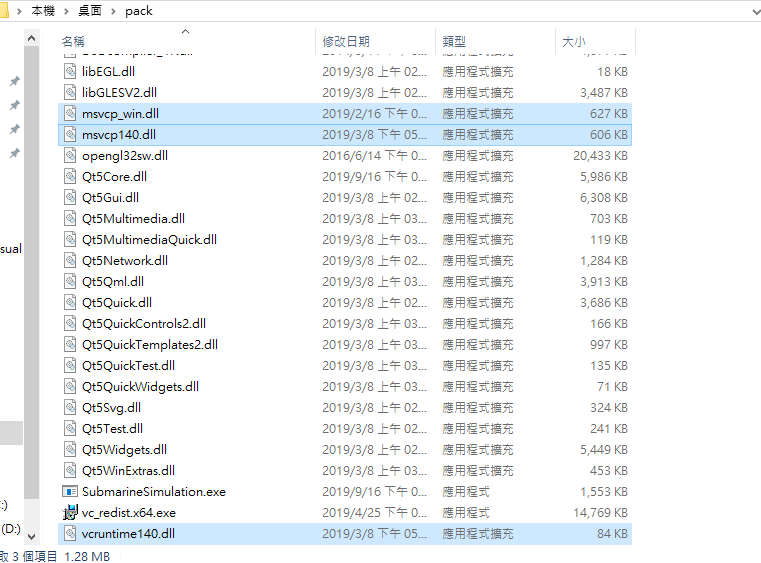 本機 > 桌面 > pack
名稱 修改日期 類型 大小
libEGL.dll 2019/3/8 上午 02... 應用程式擴充 18 KB
libGLESV2.dll 2019/3/8 上午 02... 應用程式擴充 3,487 KB
msvcp_win.dll 2019/2/16 下午 0... 應用程式擴充 627 KB
msvcp140.dll 2019/3/8 下午 05... 應用程式擴充 606 KB
opengl32sw.dll 2016/6/14 下午 0... 應用程式擴充 20,433 KB
Qt5Core.dll 2019/9/16 下午 0... 應用程式擴充 5,986 KB
Qt5Gui.dll 2019/3/8 上午 02... 應用程式擴充 6,308 KB
Qt5Multimedia.dll 2019/3/8 上午 03... 應用程式擴充 703 KB
Qt5MultimediaQuick.dll 2019/3/8 上午 03... 應用程式擴充 119 KB
Qt5Network.dll 2019/3/8 上午 02... 應用程式擴充 1,284 KB
sual
Qt5Qml.dll 2019/3/8 上午 03... 應用程式擴充 3,913 KB
Qt5Quick.dll 2019/3/8 上午 02... 應用程式擴充 3,686 KB
Qt5QuickControls2.dll 2019/3/8 上午 03... 應用程式擴充 166 KB
Qt5QuickTemplates2.dll 2019/3/8 上午 03... 應用程式擴充 997 KB
Qt5QuickTest.dll 2019/3/8 上午 03... 應用程式擴充 135 KB
Qt5QuickWidgets.dll 2019/3/8 上午 03... 應用程式擴充 71 KB
Qt5Svg.dll 2019/3/8 上午 02... 應用程式擴充 324 KB
Qt5Test.dll 2019/3/8 上午 02... 應用程式擴充 241 KB
Qt5Widgets.dll 2019/3/8 上午 02... 應用程式擴充 5,449 KB
Qt5WinExtras.dll 2019/3/8 上午 03... 應用程式擴充 453 KB
SubmarineSimulation.exe 2019/9/16 下午 0... 應用程式 1,553 KB
:)
vc_redist.x64.exe 2019/4/25 下午 0... 應用程式 14,769 KB
(D:)
vcruntime140.dll 2019/3/8 下午 05... 應用程式擴充 84 KB
取 3 個項目 1.28 MB